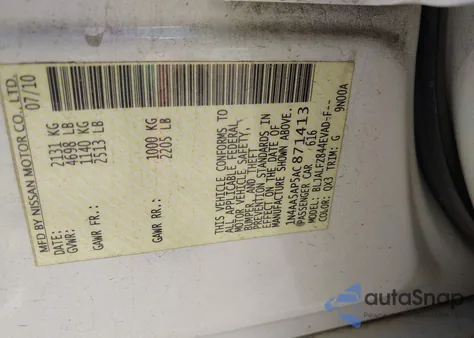 MFD BY NISSAN MOTOR CO., LTD.
DATE: 07/10
GVWR: 2131 KG
4698 LB
GAWR FR.: 1140 KG
2513 LB
GAWR RR.: 1000 KG
2205 LB
THIS VEHICLE CONFORMS TO
ALL APPLICABLE FEDERAL
MOTOR VEHICLE SAFETY,
BUMPER, AND THEFT
PREVENTION STANDARDS IN
EFFECT ON THE DATE OF
MANUFACTURE SHOWN ABOVE.
1N4AA5AP5AC871413
PASSENGER CAR 616
MODEL: BLJALFZ844EVAD-F--
COLOR: QX3 TRIM: G 9N00A
autoSnap